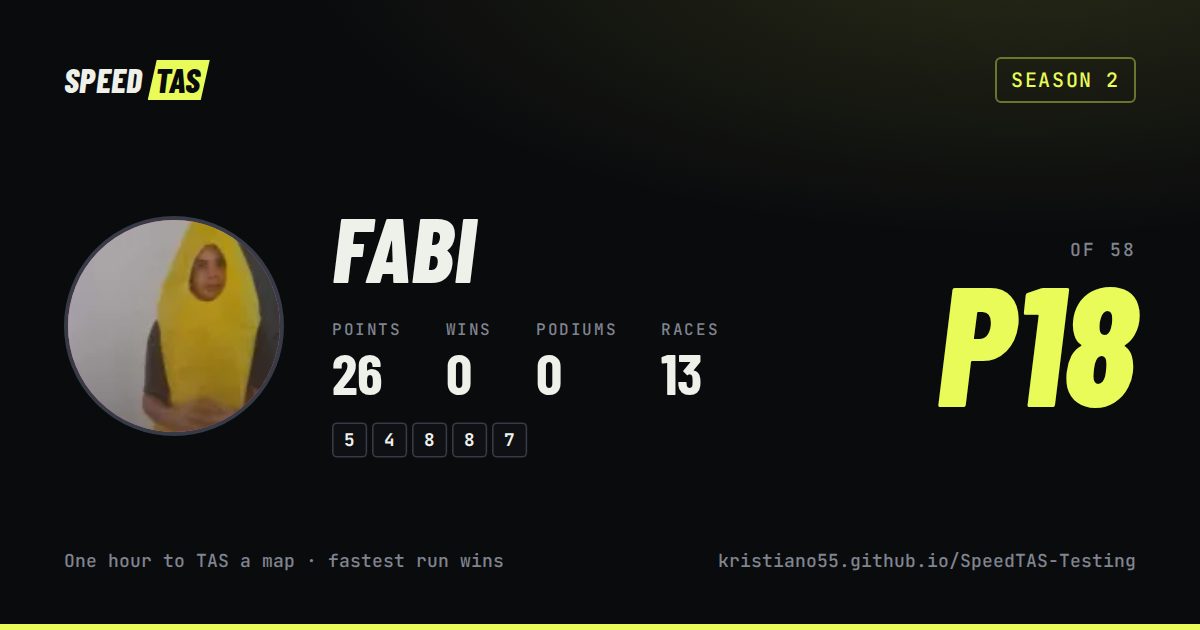 SPEED TAS
SEASON 2
FABI
OF 58
P18
POINTS WINS PODIUMS RACES
26 0 0 13
5 4 8 8 7
One hour to TAS a map · fastest run wins
kristiano55.github.io/SpeedTAS-Testing